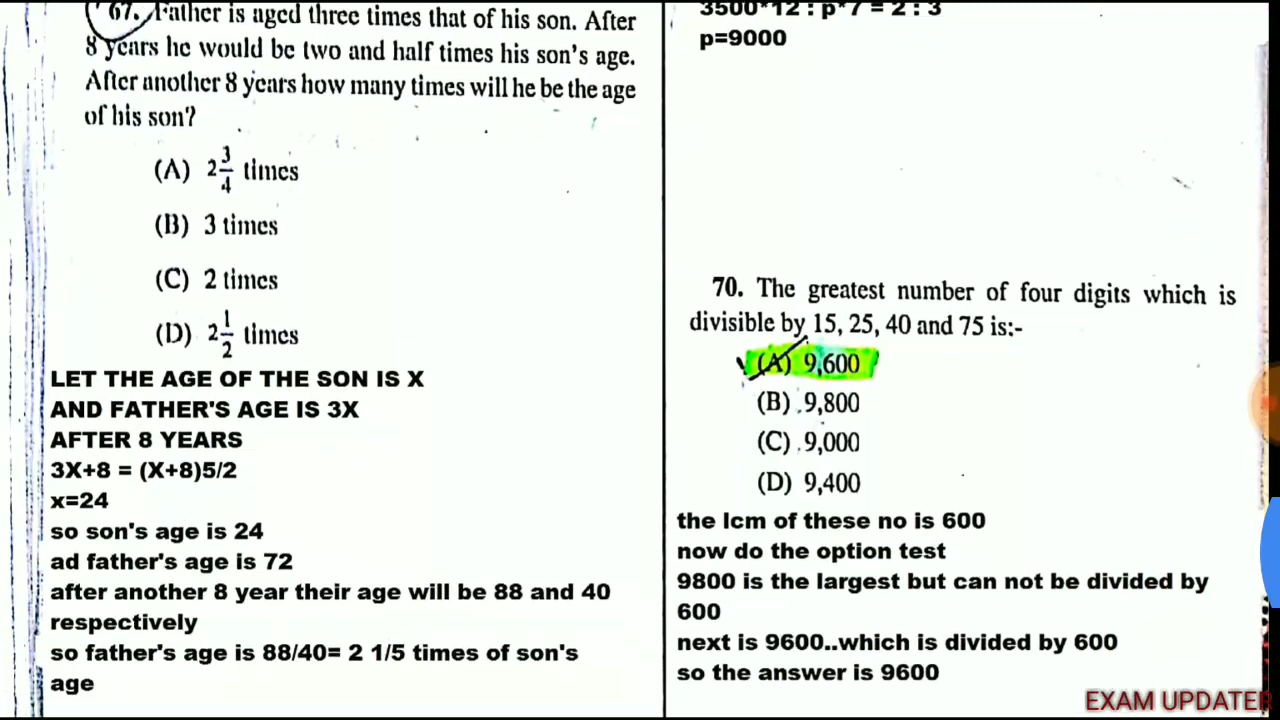 67. Father is aged three times that of his son. After
8 years he would be two and half times his son's age.
After another 8 years how many times will he be the age
of his son?
(A) 2 3/4 times
(B) 3 times
(C) 2 times
(D) 2 1/2 times
LET THE AGE OF THE SON IS X
AND FATHER'S AGE IS 3X
AFTER 8 YEARS
3X+8 = (X+8)5/2
x=24
so son's age is 24
ad father's age is 72
after another 8 year their age will be 88 and 40
respectively
so father's age is 88/40= 2 1/5 times of son's
age
3500*12 : p*7 = 2 : 3
p=9000
70. The greatest number of four digits which is
divisible by 15, 25, 40 and 75 is:-
(A) 9,600
(B) 9,800
(C) 9,000
(D) 9,400
the lcm of these no is 600
now do the option test
9800 is the largest but can not be divided by
600
next is 9600..which is divided by 600
so the answer is 9600
EXAM UPDATER